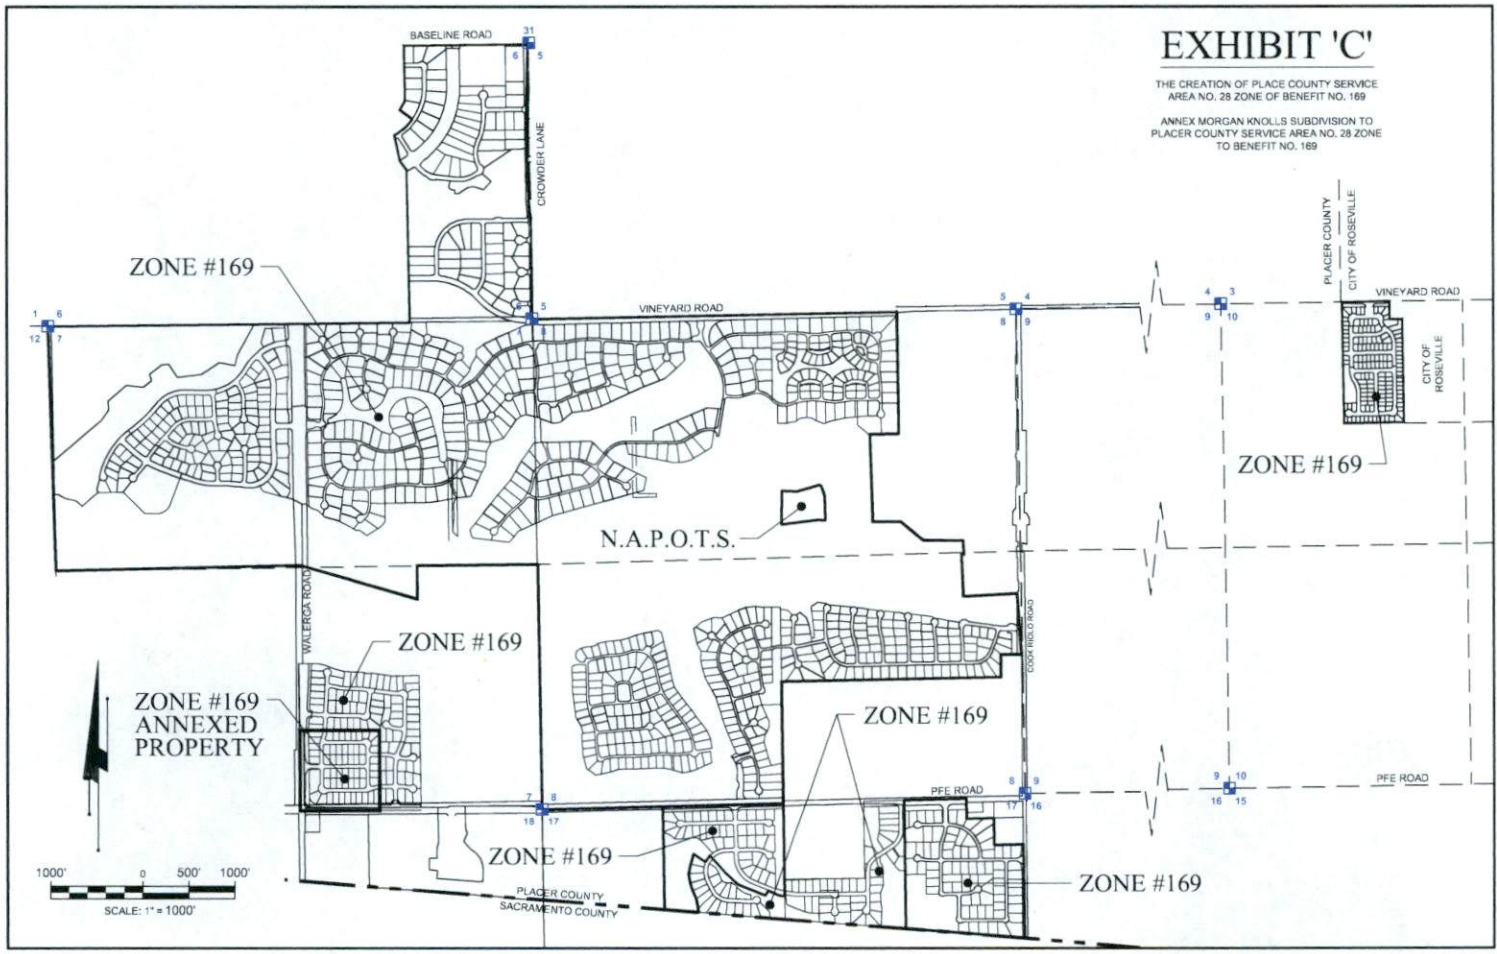 EXHIBIT 'C'
THE CREATION OF PLACE COUNTY SERVICE
AREA NO. 28 ZONE OF BENEFIT NO. 169
ANNEX MORGAN KNOLLS SUBDIVISION TO
PLACER COUNTY SERVICE AREA NO. 28 ZONE
TO BENEFIT NO. 169
BASELINE ROAD
31
6 5
CROWDER LANE
ZONE #169
PLACER COUNTY
CITY OF ROSEVILLE
VINEYARD ROAD
VINEYARD ROAD
1 6
12 7
5
8
5 4
8 9
4 3
9 10
CITY OF
ROSEVILLE
ZONE #169
N.A.P.O.T.S.
WALERGA ROAD
COOK RIOLO ROAD
ZONE #169
ZONE #169
ANNEXED
PROPERTY
ZONE #169
7 8
18 17
PFE ROAD
8 9
17 16
9 10
16 15
PFE ROAD
ZONE #169
ZONE #169
PLACER COUNTY
SACRAMENTO COUNTY
1000' 0 500' 1000'
SCALE: 1" = 1000'